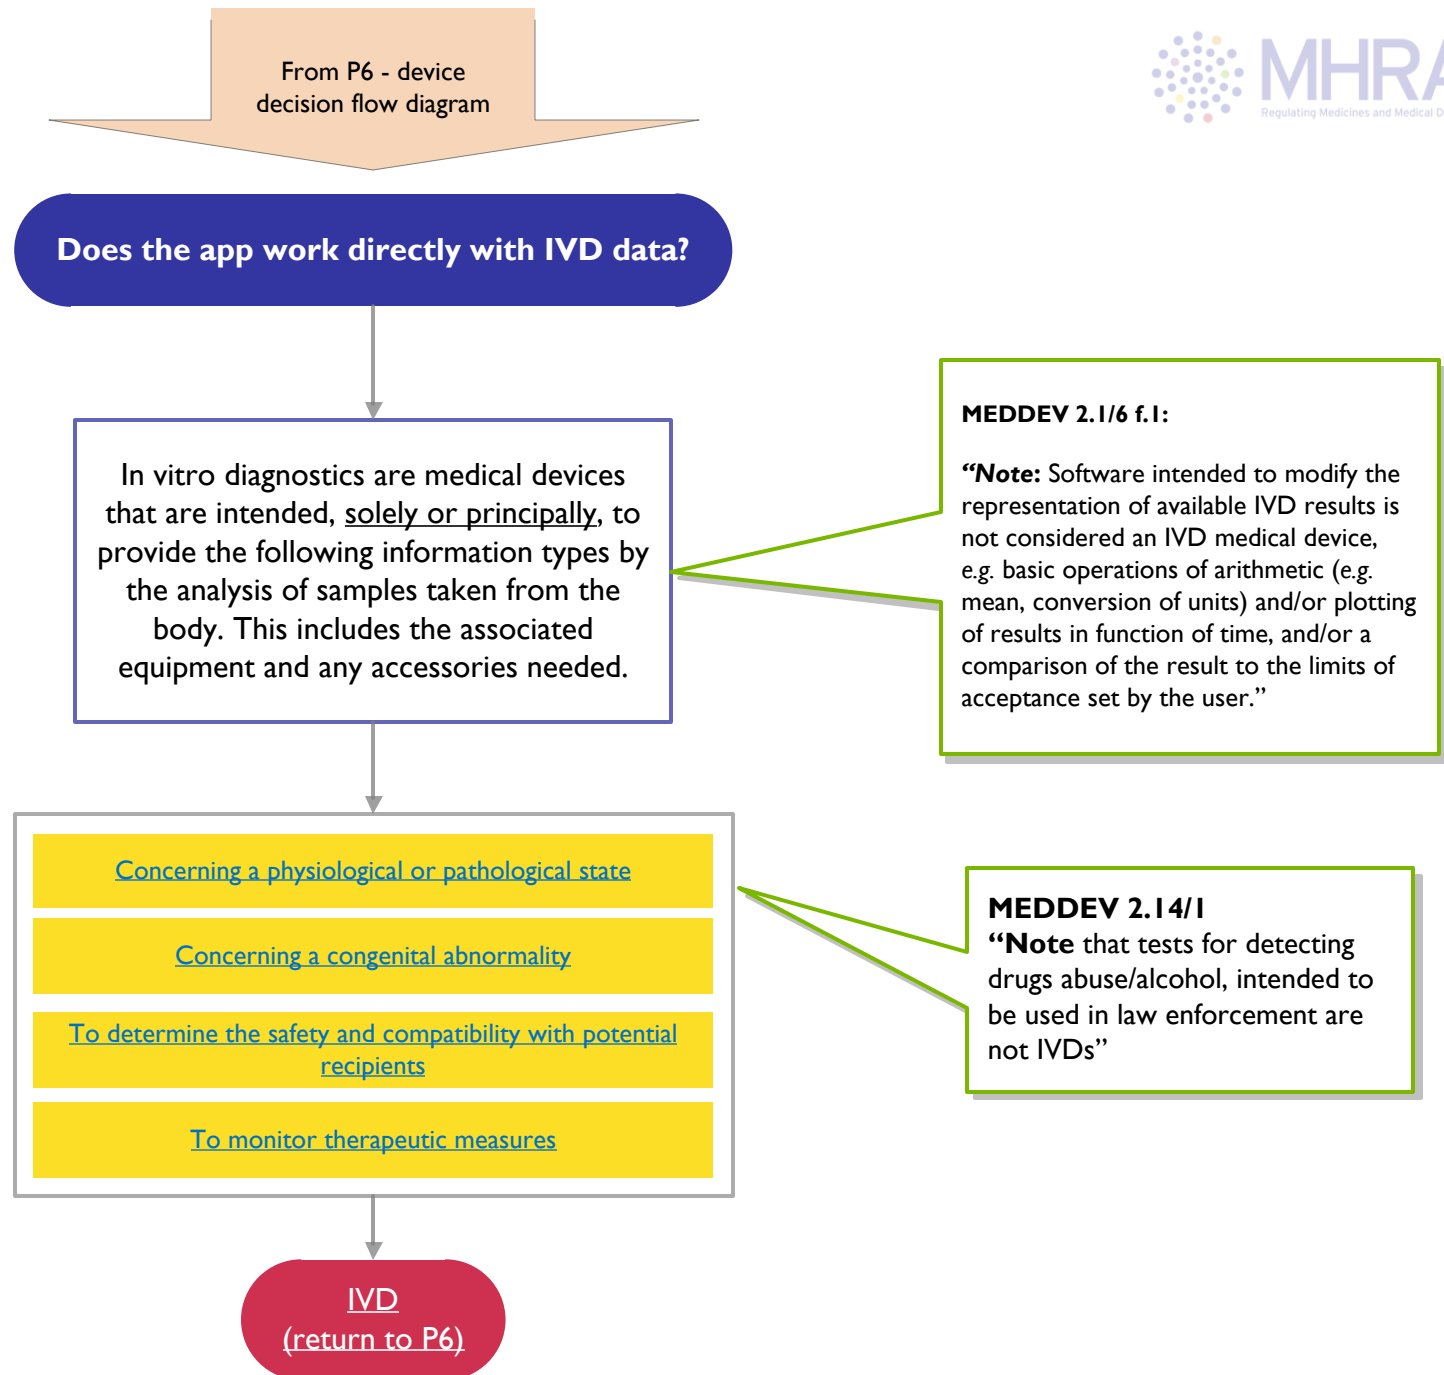 From P6 - device
decision flow diagram
MHRA
Regulating Medicines and Medical D
Does the app work directly with IVD data?
In vitro diagnostics are medical devices
that are intended, solely or principally, to
provide the following information types by
the analysis of samples taken from the
body. This includes the associated
equipment and any accessories needed.
MEDDEV 2.1/6 f.1:
“Note: Software intended to modify the
representation of available IVD results is
not considered an IVD medical device,
e.g. basic operations of arithmetic (e.g.
mean, conversion of units) and/or plotting
of results in function of time, and/or a
comparison of the result to the limits of
acceptance set by the user.”
Concerning a physiological or pathological state
Concerning a congenital abnormality
To determine the safety and compatibility with potential
recipients
To monitor therapeutic measures
MEDDEV 2.14/1
“Note that tests for detecting
drugs abuse/alcohol, intended to
be used in law enforcement are
not IVDs”
IVD
(return to P6)